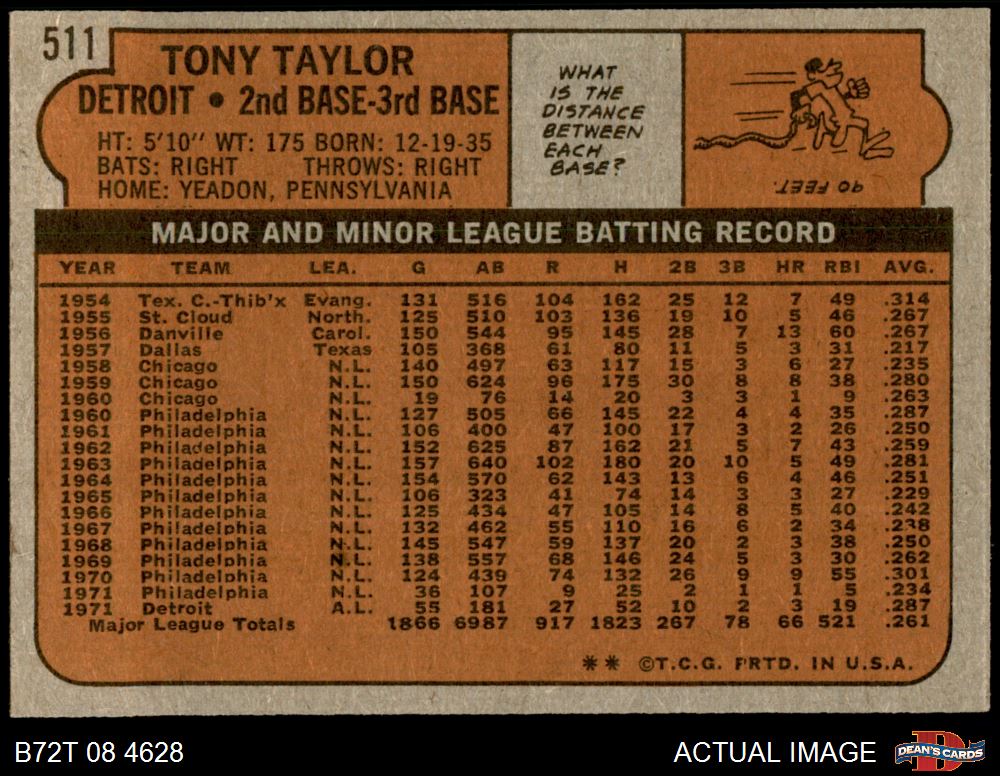 511
TONY TAYLOR
DETROIT • 2nd BASE-3rd BASE
HT: 5'10" WT: 175 BORN: 12-19-35
BATS: RIGHT THROWS: RIGHT
HOME: YEADON, PENNSYLVANIA
WHAT
IS THE
DISTANCE
BETWEEN
EACH
BASE?
90 FEET.
MAJOR AND MINOR LEAGUE BATTING RECORD
YEAR TEAM LEA. G AB R H 2B 3B HR RBI AVG.
1954 Tex. C.-Thib'x Evang. 131 516 104 162 25 12 7 49 .314
1955 St. Cloud North. 125 510 103 136 19 10 5 46 .267
1956 Danville Carol. 150 544 95 145 28 7 13 60 .267
1957 Dallas Texas 105 368 61 80 11 5 3 31 .217
1958 Chicago N.L. 140 497 63 117 15 3 6 27 .235
1959 Chicago N.L. 150 624 96 175 30 8 8 38 .280
1960 Chicago N.L. 19 76 14 20 3 3 1 9 .263
1960 Philadelphia N.L. 127 505 66 145 22 4 4 35 .287
1961 Philadelphia N.L. 106 400 47 100 17 3 2 26 .250
1962 Philadelphia N.L. 152 625 87 162 21 5 7 43 .259
1963 Philadelphia N.L. 157 640 102 180 20 10 5 49 .281
1964 Philadelphia N.L. 154 570 62 143 13 6 4 46 .251
1965 Philadelphia N.L. 106 323 41 74 14 3 3 27 .229
1966 Philadelphia N.L. 125 434 47 105 14 8 5 40 .242
1967 Philadelphia N.L. 132 462 55 110 16 6 2 34 .238
1968 Philadelphia N.L. 145 547 59 137 20 2 3 38 .250
1969 Philadelphia N.L. 138 557 68 146 24 5 3 30 .262
1970 Philadelphia N.L. 124 439 74 132 26 9 9 55 .301
1971 Philadelphia N.L. 36 107 9 25 2 1 1 5 .234
1971 Detroit A.L. 55 181 27 52 10 2 3 19 .287
Major League Totals 1866 6987 917 1823 267 78 66 521 .261
** ©T.C.G. PRTD. IN U.S.A.
B72T 08 4628
ACTUAL IMAGE
D
DEAN'S CARDS